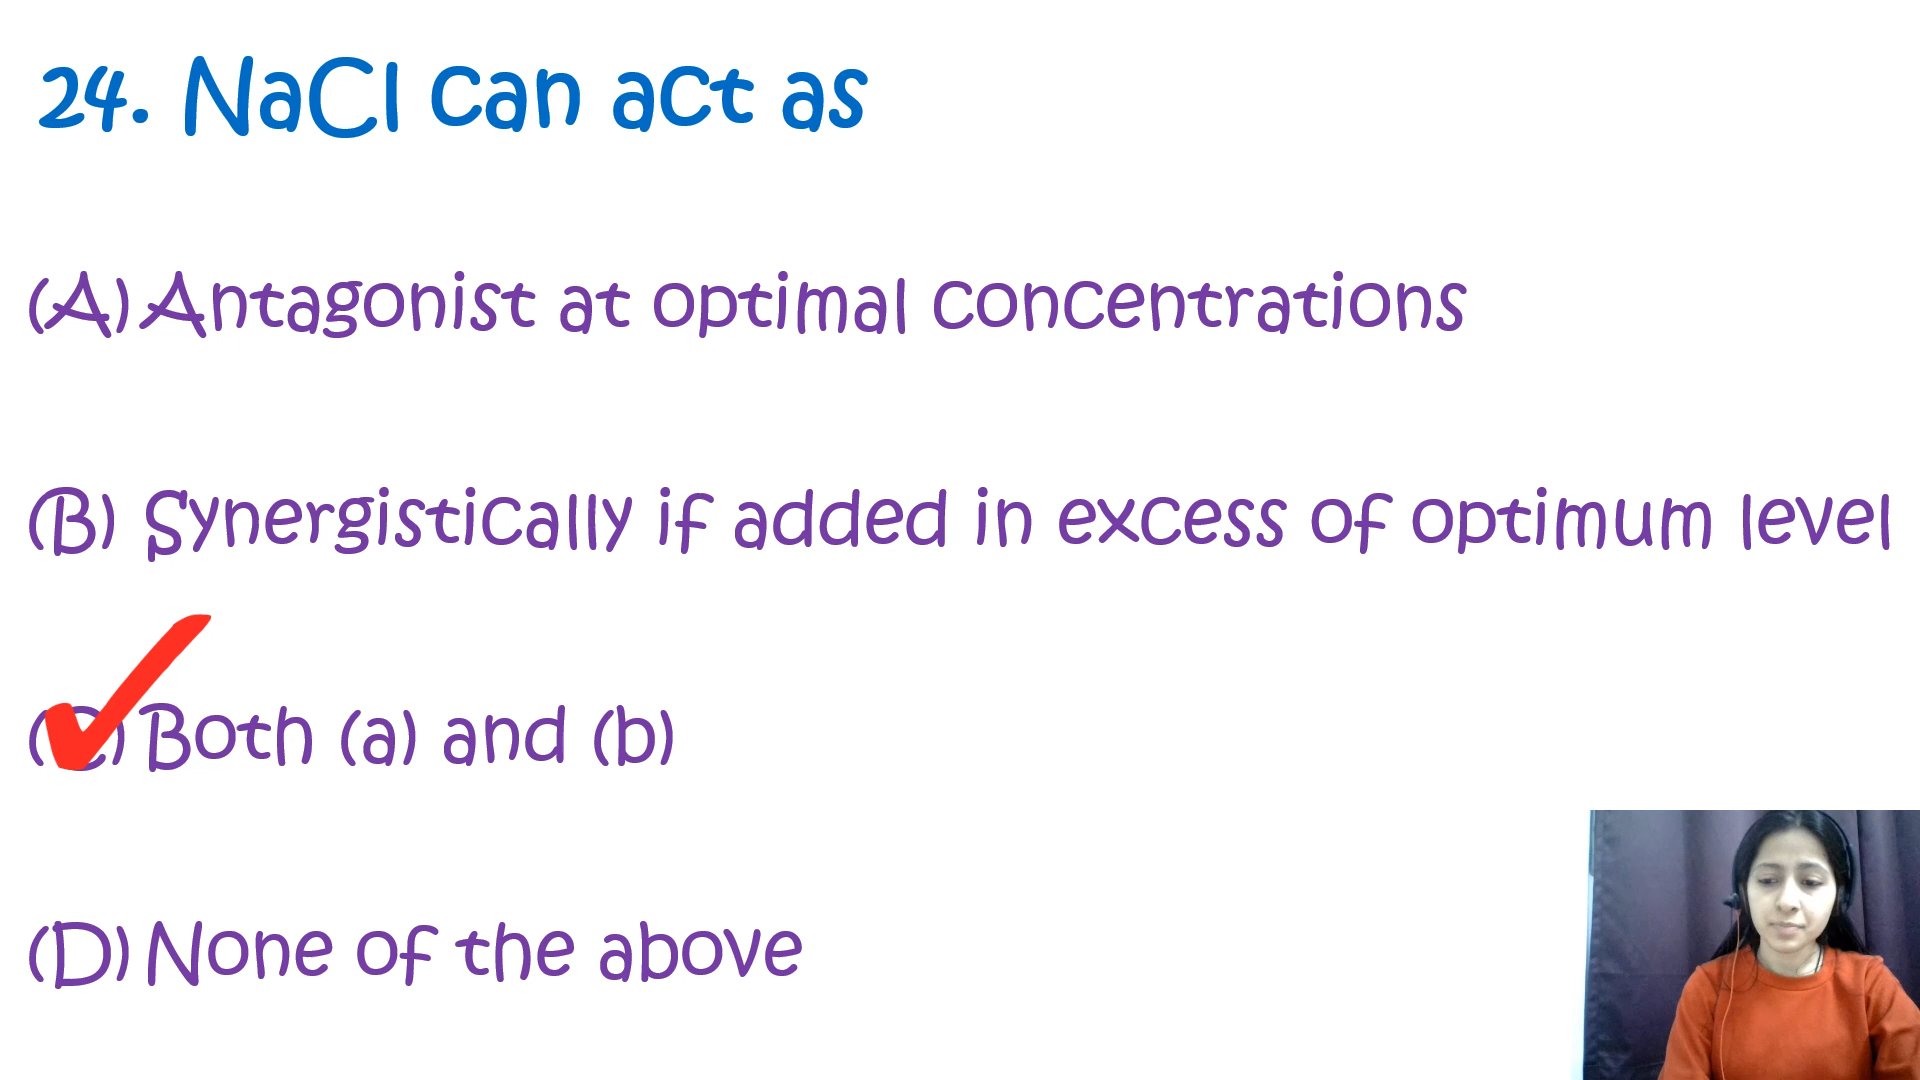 24. NaCl can act as
(A) Antagonist at optimal concentrations
(B) Synergistically if added in excess of optimum level
(C) Both (a) and (b)
(D) None of the above